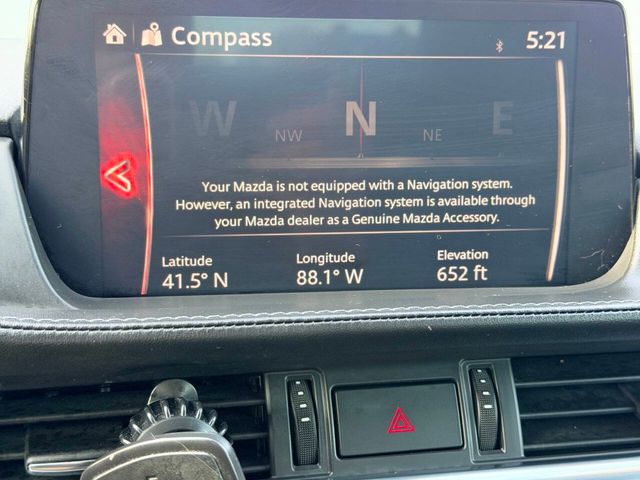 Compass
5:21
W NW N NE E
Your Mazda is not equipped with a Navigation system.
However, an integrated Navigation system is available through
your Mazda dealer as a Genuine Mazda Accessory.
Latitude Longitude Elevation
41.5° N 88.1° W 652 ft